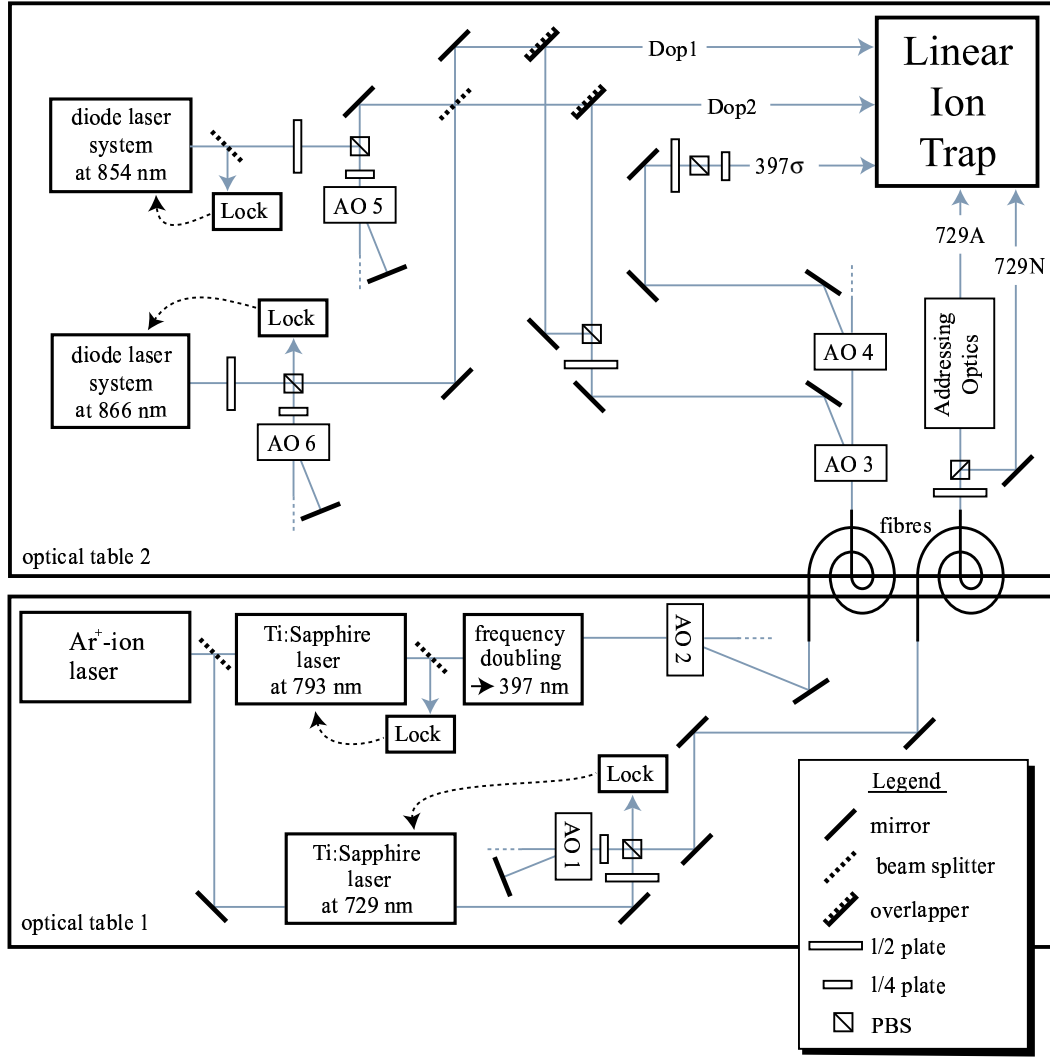 Dop1
Linear
Ion
Trap
diode laser
system
at 854 nm
Dop2
397σ
Lock
AO 5
729A
729N
Lock
diode laser
system
at 866 nm
AO 4
Addressing
Optics
AO 6
AO 3
fibres
optical table 2
Ar+-ion
laser
Ti:Sapphire
laser
at 793 nm
frequency
doubling
→ 397 nm
AO 2
Lock
Lock
AO 1
Ti:Sapphire
laser
at 729 nm
optical table 1
Legend
mirror
beam splitter
overlapper
l/2 plate
l/4 plate
PBS